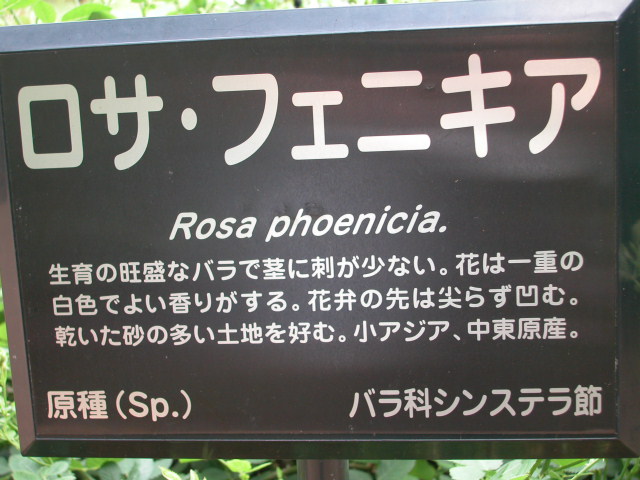 ロサ・フェニキア
Rosa phoenicia.
生育の旺盛なバラで茎に刺が少ない。花は一重の
白色でよい香りがする。花弁の先は尖らず凹む。
乾いた砂の多い土地を好む。小アジア、中東原産。
原種(Sp.) バラ科シンステラ節